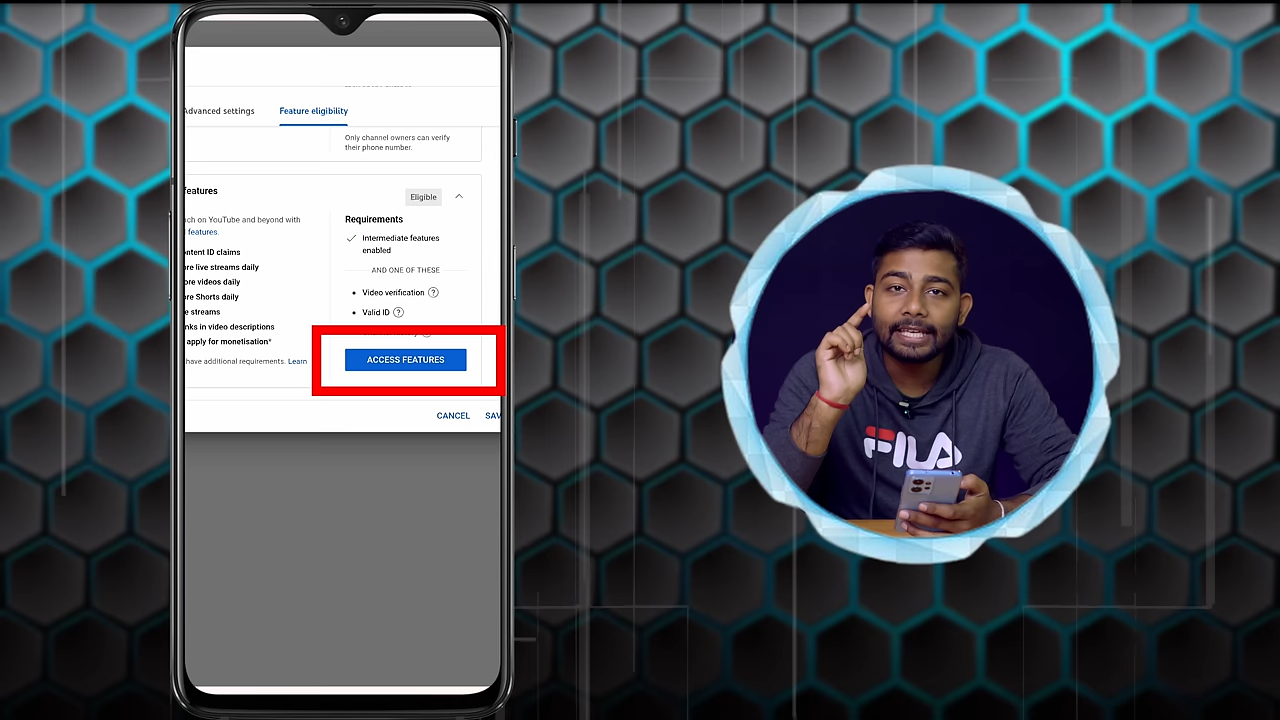 Advanced settings
Feature eligibility
Only channel owners can verify
their phone number.
features
Eligible
ach on YouTube and beyond with
features.
Requirements
Intermediate features
enabled
AND ONE OF THESE
Video verification ?
Valid ID ?
ontent ID claims
ore live streams daily
ore videos daily
ore Shorts daily
e streams
nks in video descriptions
apply for monetisation*
have additional requirements. Learn
ACCESS FEATURES
CANCEL
SAV
FILA